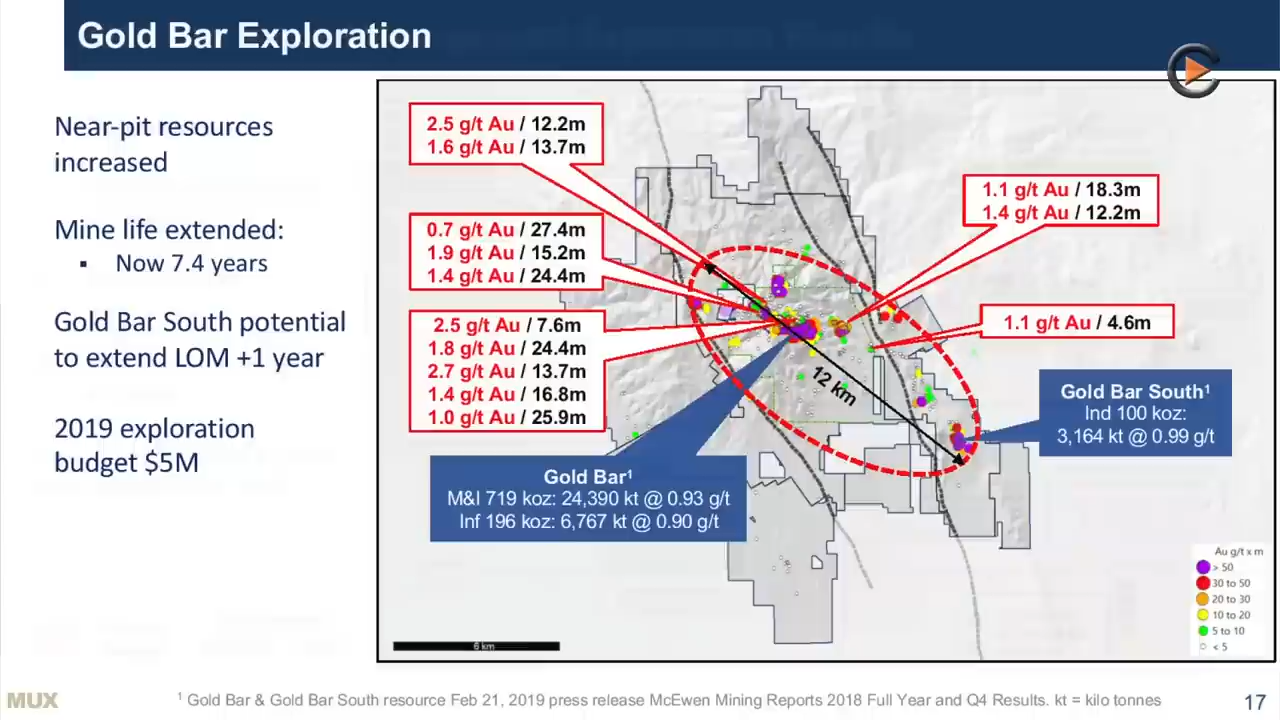 Gold Bar Exploration
Near-pit resources
increased
Mine life extended:
▪ Now 7.4 years
Gold Bar South potential
to extend LOM +1 year
2019 exploration
budget $5M
2.5 g/t Au / 12.2m
1.6 g/t Au / 13.7m
0.7 g/t Au / 27.4m
1.9 g/t Au / 15.2m
1.4 g/t Au / 24.4m
2.5 g/t Au / 7.6m
1.8 g/t Au / 24.4m
2.7 g/t Au / 13.7m
1.4 g/t Au / 16.8m
1.0 g/t Au / 25.9m
1.1 g/t Au / 18.3m
1.4 g/t Au / 12.2m
1.1 g/t Au / 4.6m
12 km
Gold Bar South¹
Ind 100 koz:
3,164 kt @ 0.99 g/t
Gold Bar¹
M&I 719 koz: 24,390 kt @ 0.93 g/t
Inf 196 koz: 6,767 kt @ 0.90 g/t
Au g/t x m
> 50
30 to 50
20 to 30
10 to 20
5 to 10
< 5
6 km
MUX
¹ Gold Bar & Gold Bar South resource Feb 21, 2019 press release McEwen Mining Reports 2018 Full Year and Q4 Results. kt = kilo tonnes
17